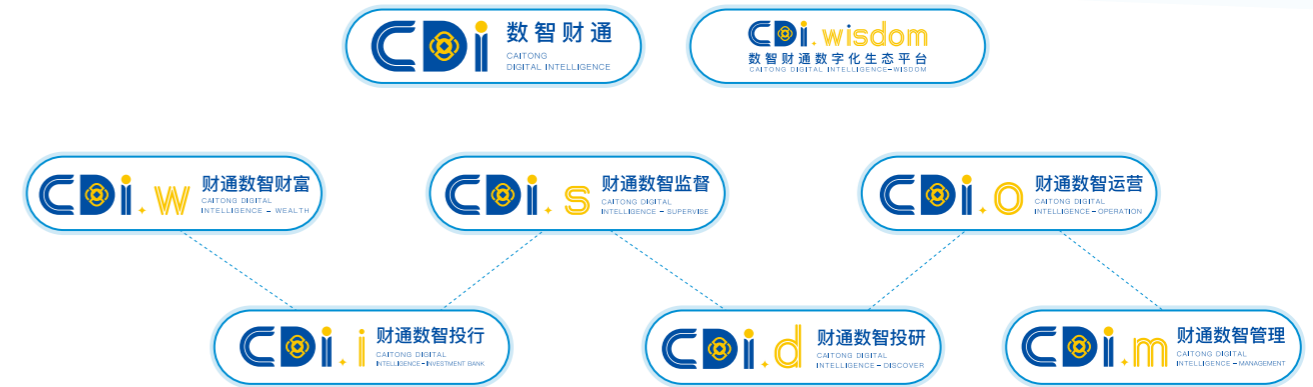 CDi 数智财通
CAITONG
DIGITAL INTELLIGENCE
CDi.wisdom
数智财通数字化生态平台
CAITONG DIGITAL INTELLIGENCE-WISDOM
CDi.w 财通数智财富
CAITONG DIGITAL
INTELLIGENCE - WEALTH
CDi.s 财通数智监督
CAITONG DIGITAL
INTELLIGENCE - SUPERVISE
CDi.o 财通数智运营
CAITONG DIGITAL
INTELLIGENCE - OPERATION
CDi.i 财通数智投行
CAITONG DIGITAL
INTELLIGENCE - INVESTMENT BANK
CDi.d 财通数智投研
CAITONG DIGITAL
INTELLIGENCE - DISCOVER
CDi.m 财通数智管理
CAITONG DIGITAL
INTELLIGENCE - MANAGEMENT